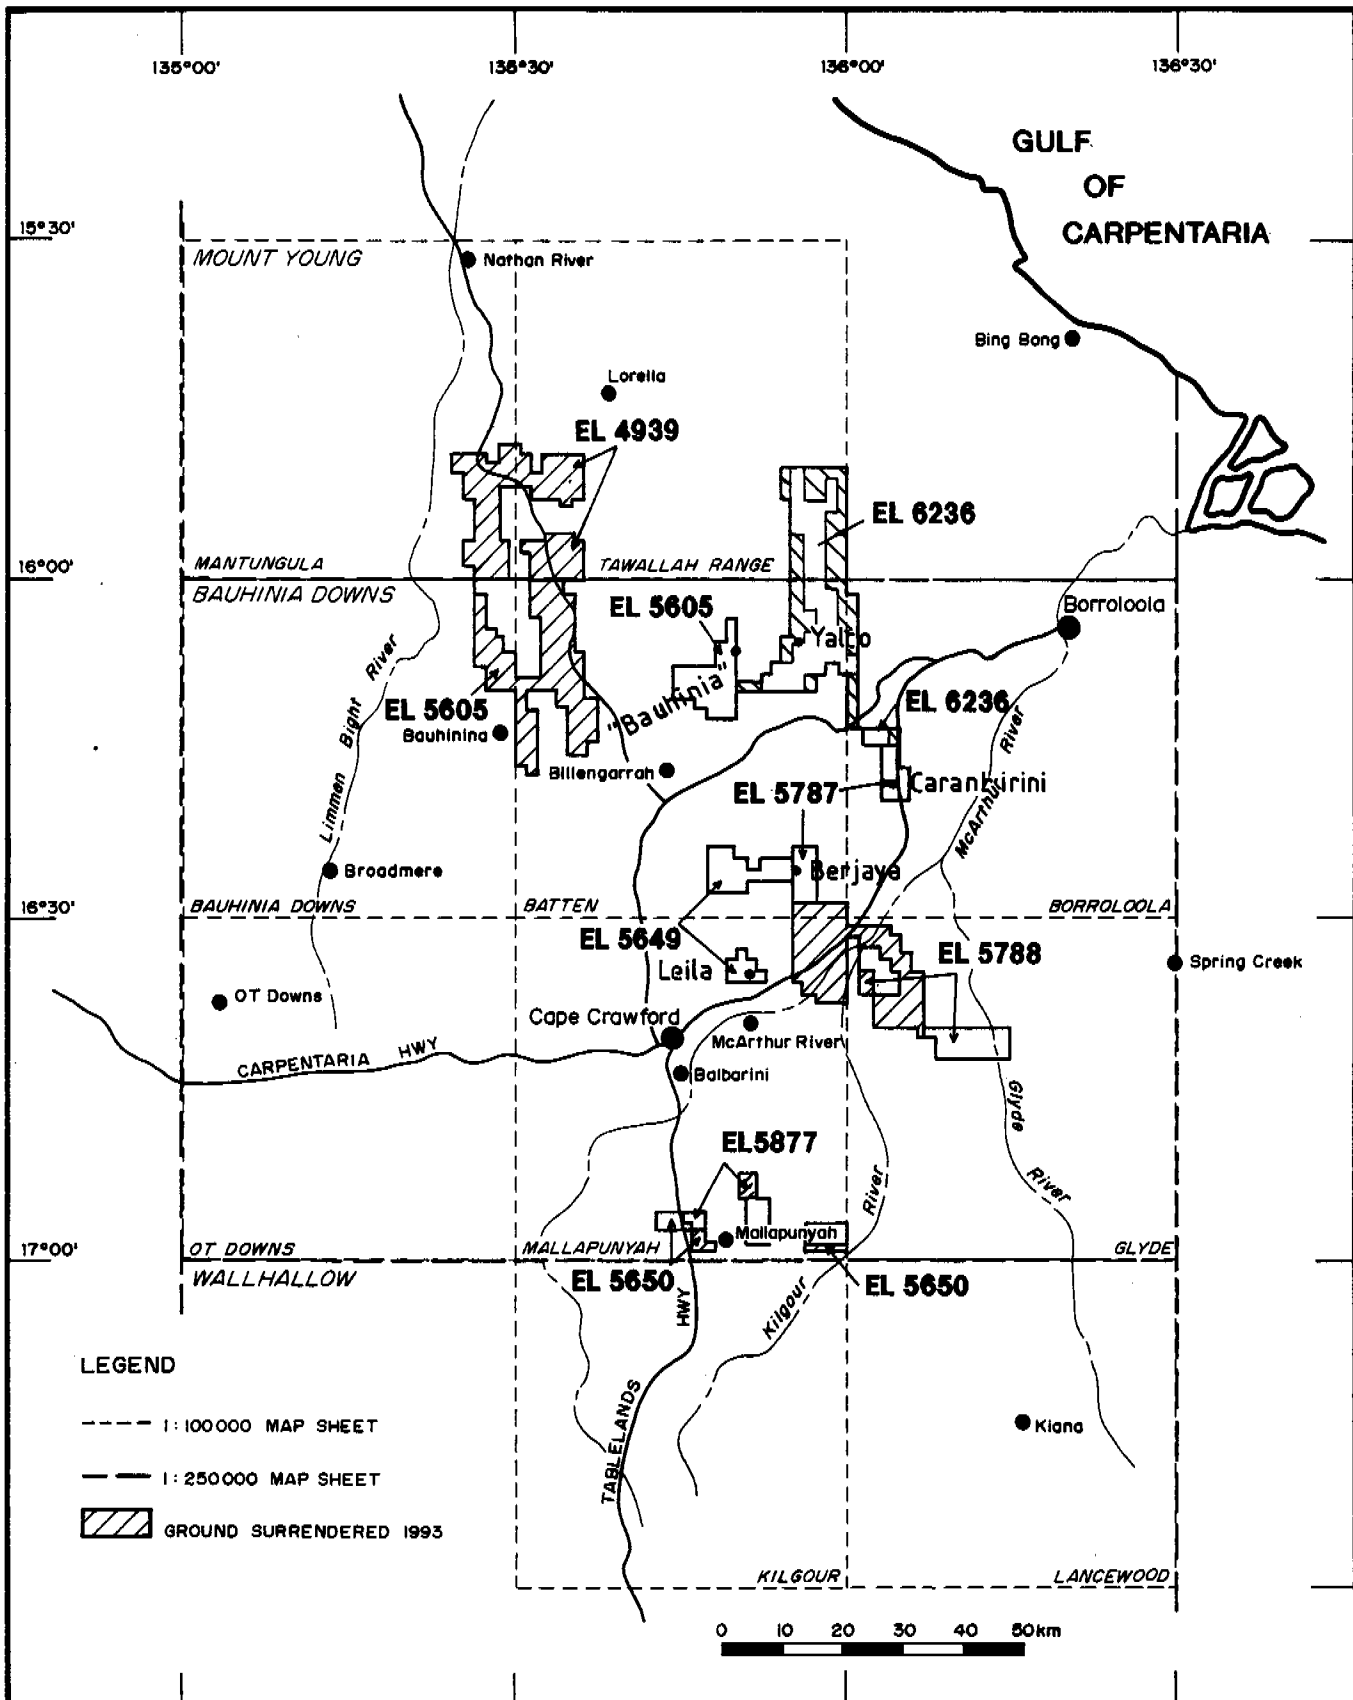 135°00'
135°30'
136°00'
136°30'
GULF
OF
CARPENTARIA
15°30'
MOUNT YOUNG
Nathan River
Bing Bong
Lorella
EL 4939
EL 6236
MANTUNGULA
TAWALLAH RANGE
16°00'
BAUHINIA DOWNS
EL 5605
Borroloola
Yalco
"Bauhinia"
EL 5605
Bauhinina
EL 6236
Limmen Bight River
Billengarrah
EL 5787
Caranburini
McArthur River
Broadmere
Berjaya
BAUHINIA DOWNS
BATTEN
BORROLOOLA
16°30'
EL 5649
EL 5788
Leila
Spring Creek
OT Downs
Cape Crawford
McArthur River
CARPENTARIA HWY
Balbarini
Glyde River
EL5877
River
Mallapunyah
OT DOWNS
MALLAPUNYAH
GLYDE
17°00'
WALLHALLOW
EL 5650
EL 5650
Kilgour
HWY
TABLELANDS
LEGEND
1:100000 MAP SHEET
Kiana
1:250000 MAP SHEET
GROUND SURRENDERED 1993
KILGOUR
LANCEWOOD
0 10 20 30 40 50km